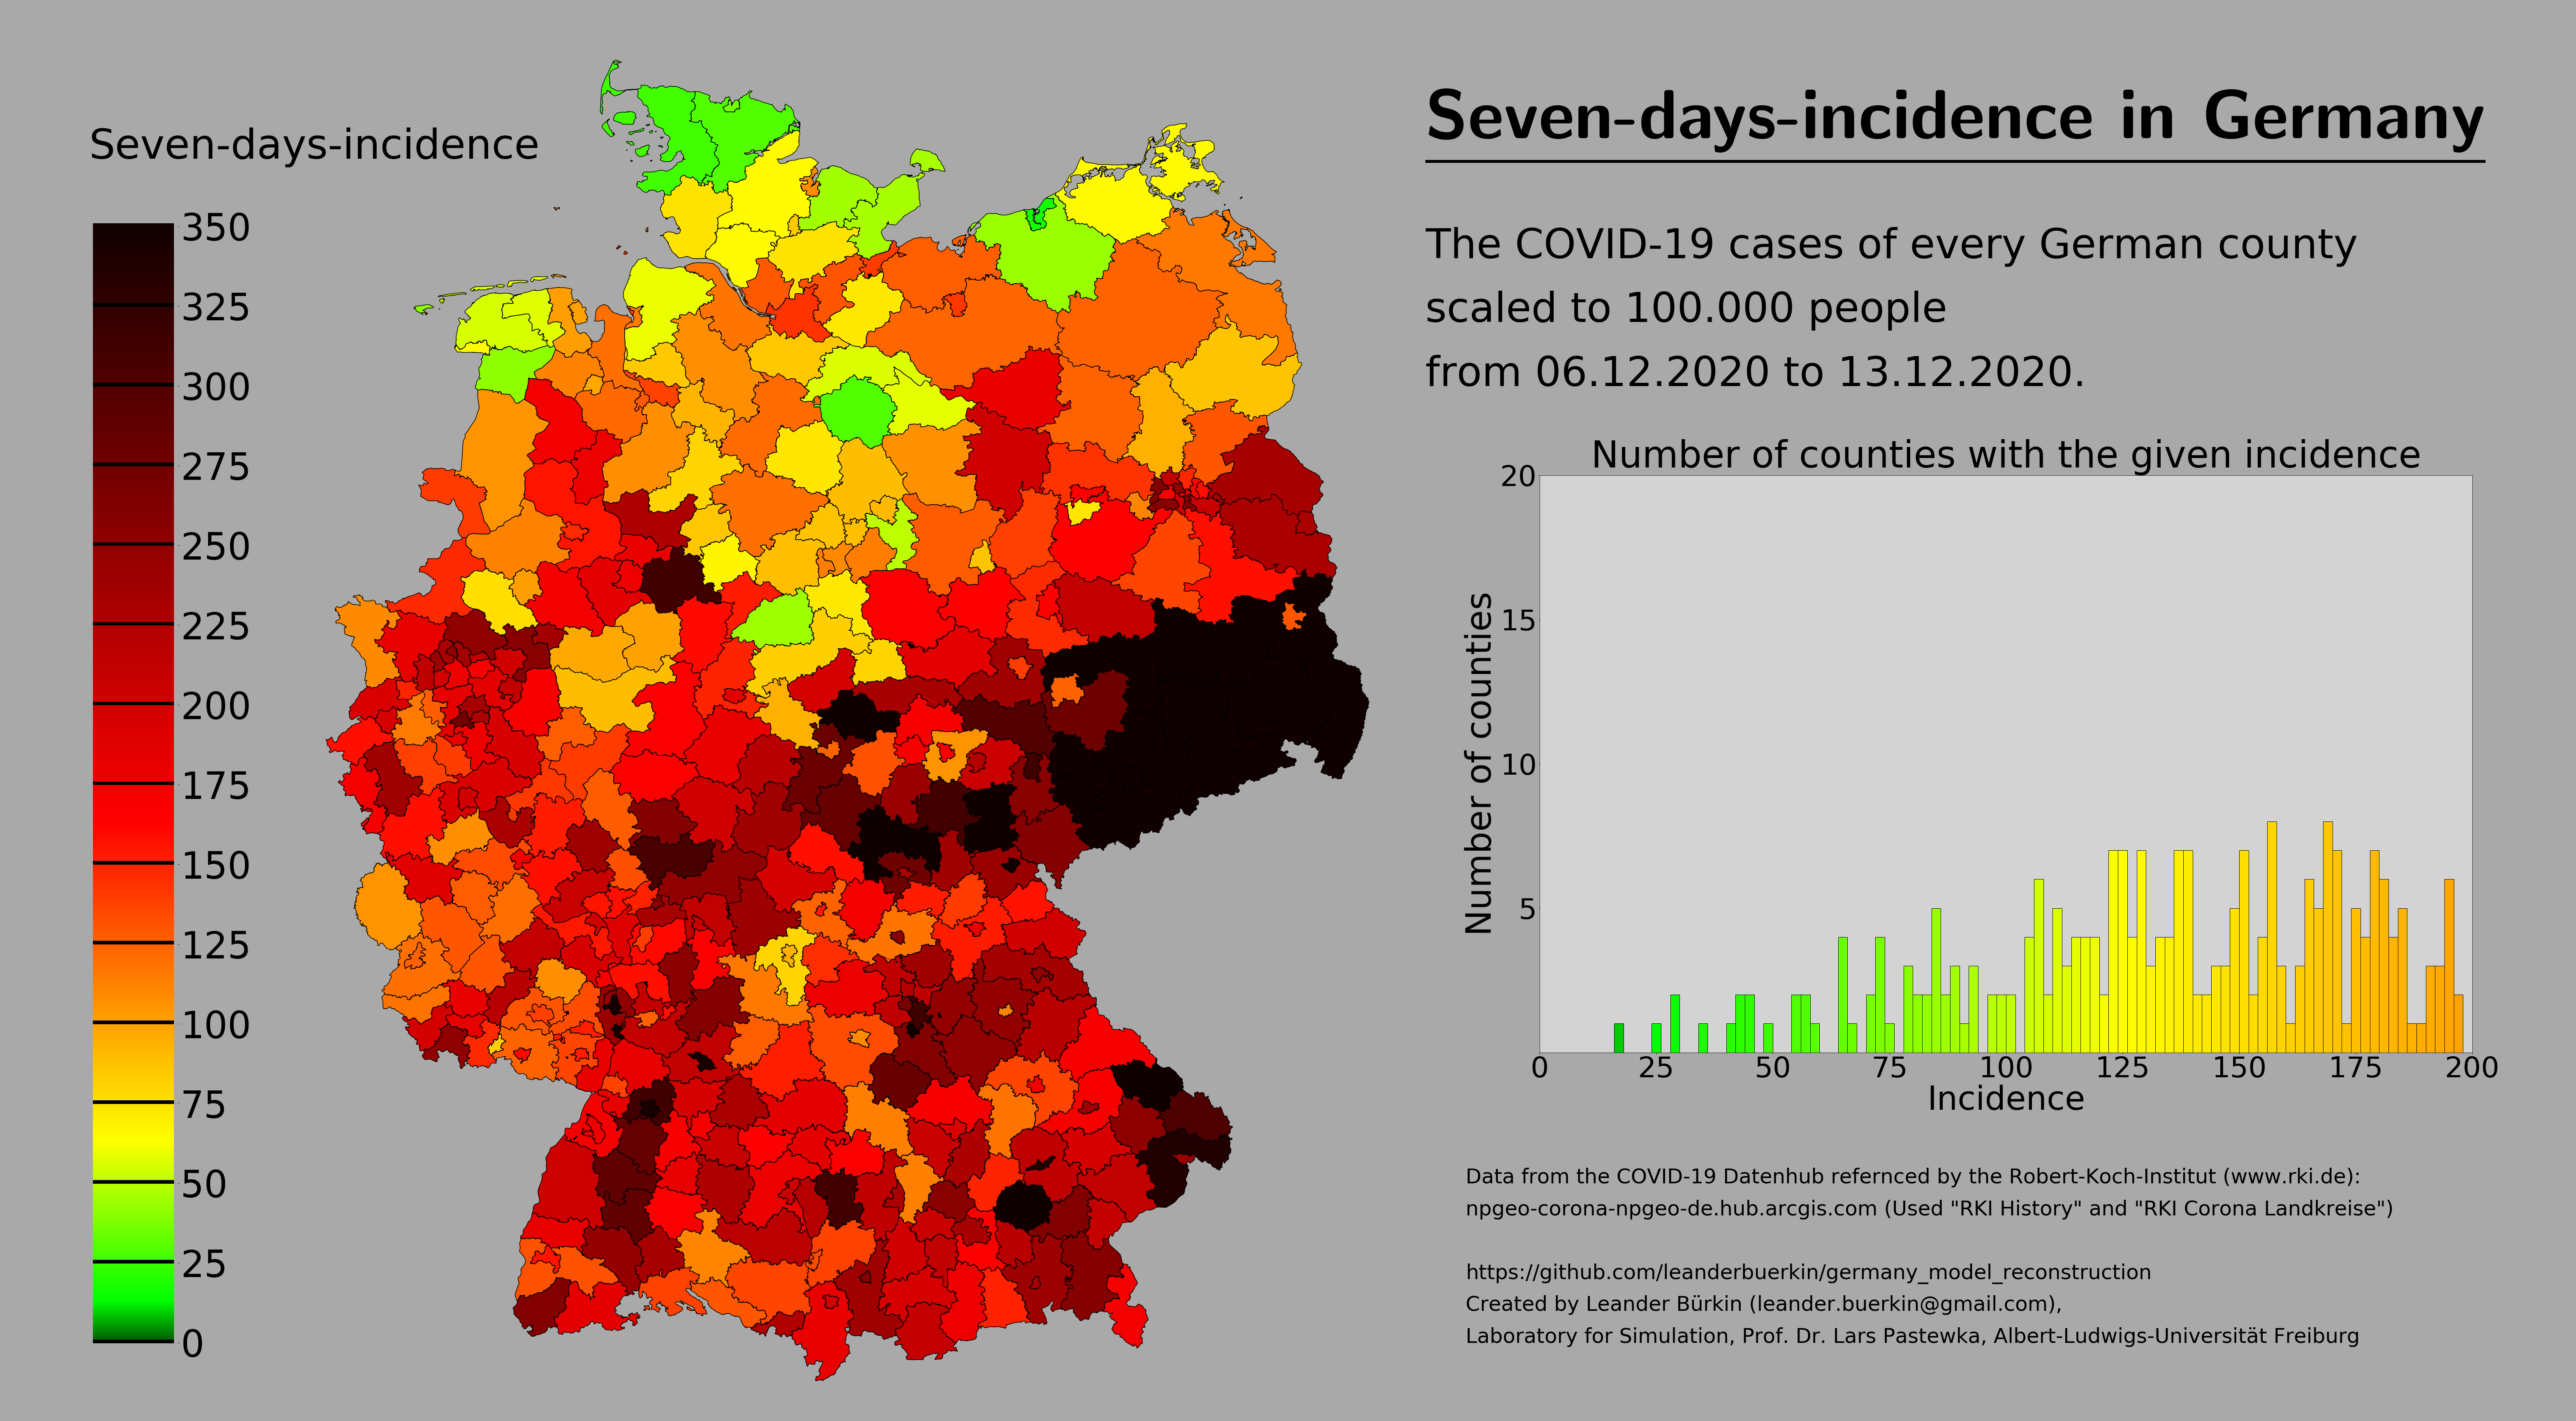 Seven-days-incidence in Germany
Seven-days-incidence
350
325
300
275
250
225
200
175
150
125
100
75
50
25
0
The COVID-19 cases of every German county
scaled to 100.000 people
from 06.12.2020 to 13.12.2020.
Number of counties with the given incidence
Number of counties
20
15
10
5
0 25 50 75 100 125 150 175 200
Incidence
Data from the COVID-19 Datenhub refernced by the Robert-Koch-Institut (www.rki.de):
npgeo-corona-npgeo-de.hub.arcgis.com (Used "RKI History" and "RKI Corona Landkreise")
https://github.com/leanderbuerkin/germany_model_reconstruction
Created by Leander Bürkin (leander.buerkin@gmail.com),
Laboratory for Simulation, Prof. Dr. Lars Pastewka, Albert-Ludwigs-Universität Freiburg